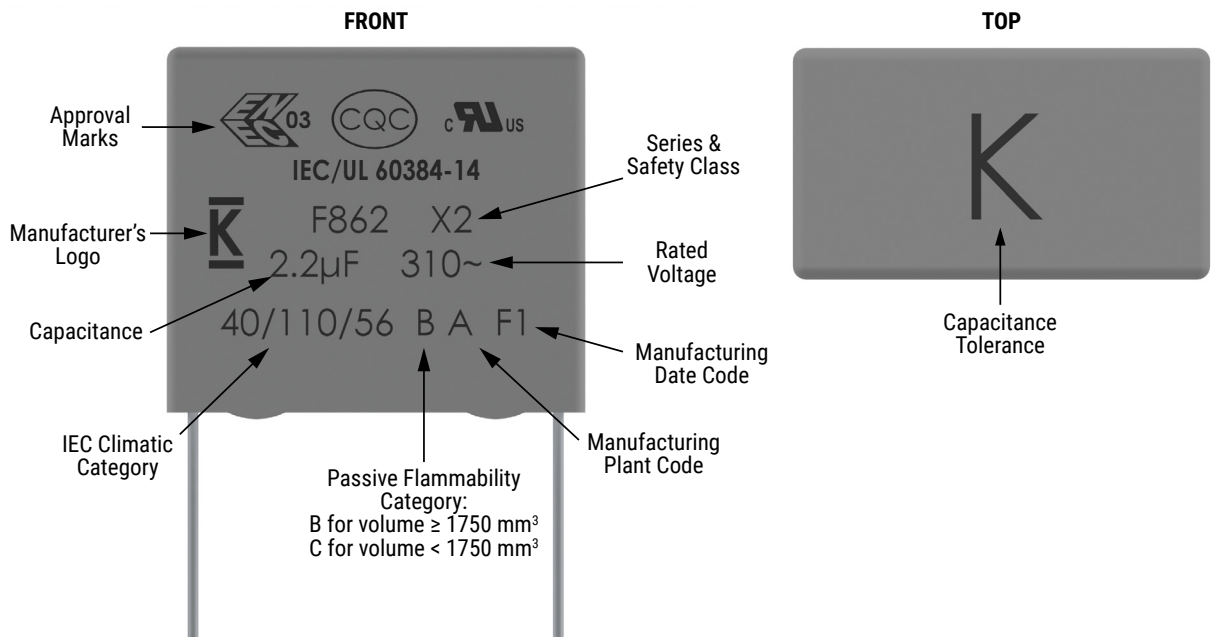 FRONT
TOP
Approval
Marks
ENEC 03 CQC c RU US
IEC/UL 60384-14
Series &
Safety Class
K
Manufacturer's
Logo
F862 X2
2.2µF 310~
Rated
Voltage
Capacitance
40/110/56 B A F1
Manufacturing
Date Code
IEC Climatic
Category
Passive Flammability
Category:
B for volume ≥ 1750 mm³
C for volume < 1750 mm³
Manufacturing
Plant Code
K
Capacitance
Tolerance